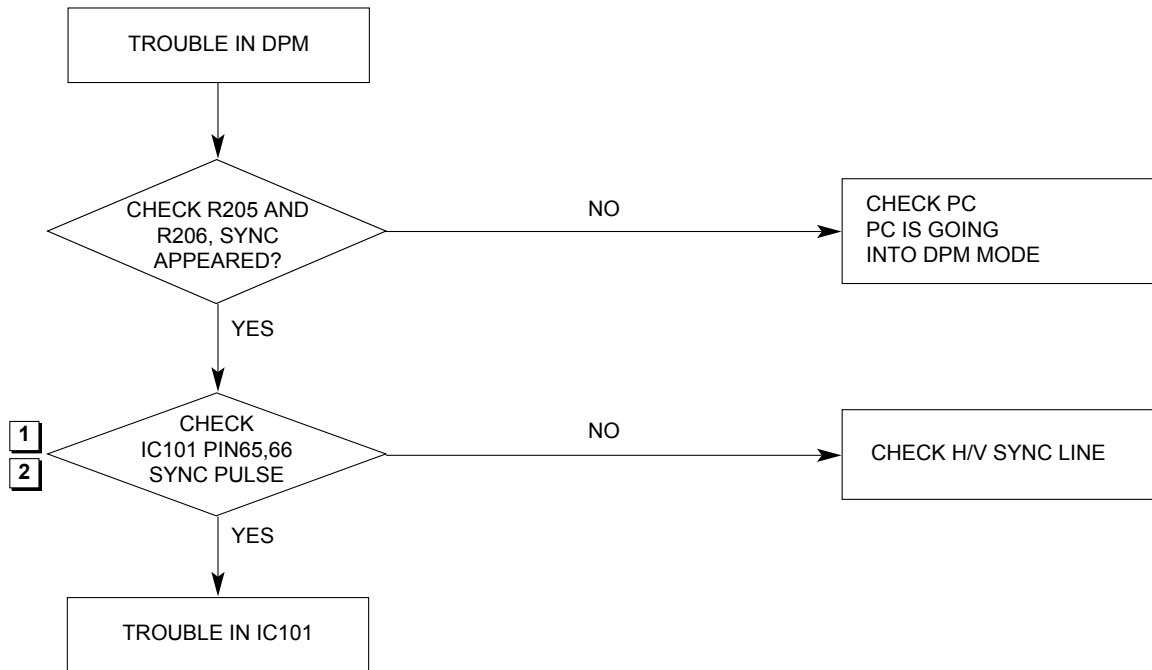 TROUBLE IN DPM
CHECK R205 AND
R206, SYNC
APPEARED?
NO
CHECK PC
PC IS GOING
INTO DPM MODE
YES
1
2
CHECK
IC101 PIN65,66
SYNC PULSE
NO
CHECK H/V SYNC LINE
YES
TROUBLE IN IC101